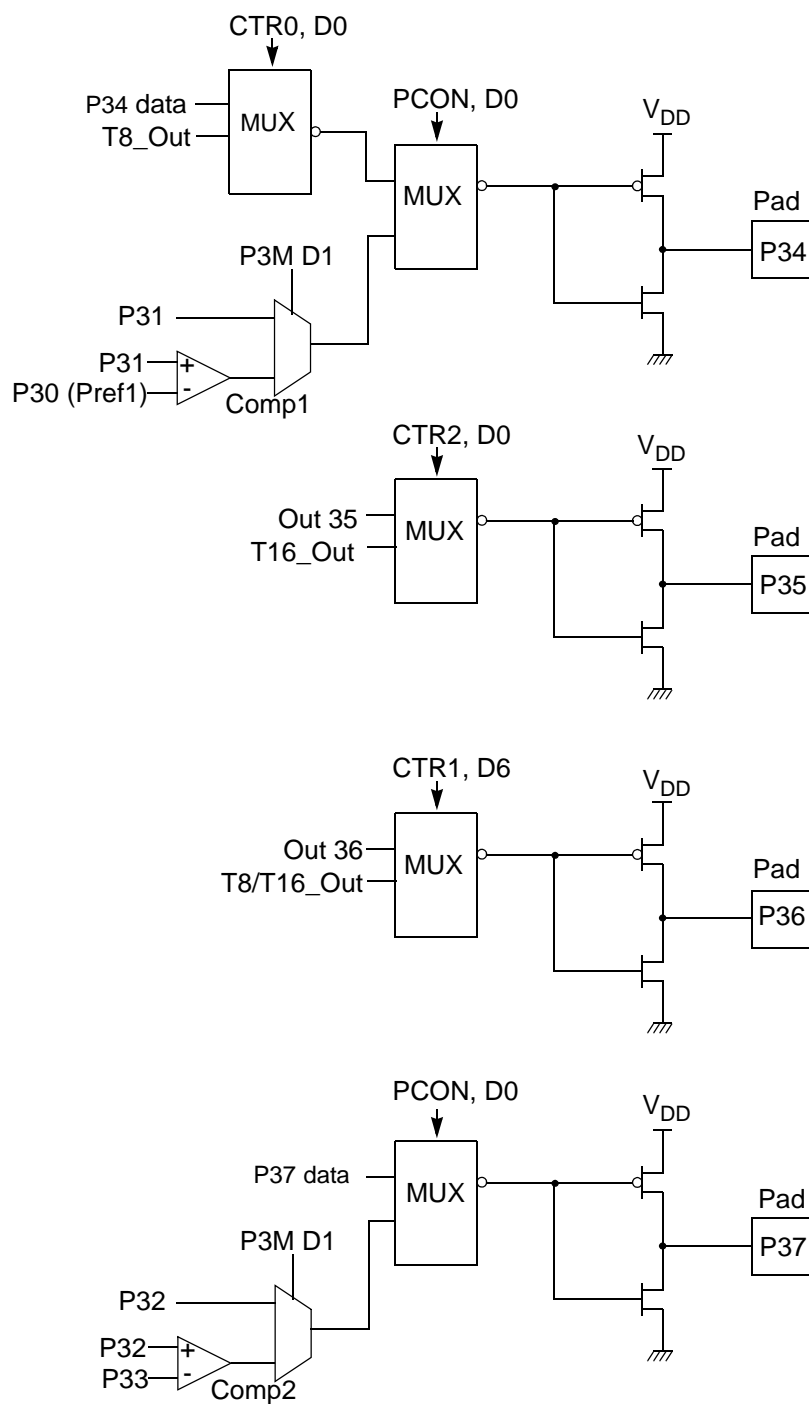 CTR0, D0
P34 data
T8_Out
MUX
PCON, D0
MUX
VDD
Pad
P34
P3M D1
P31
P31
P30 (Pref1)
+
-
Comp1
CTR2, D0
Out 35
T16_Out
MUX
VDD
Pad
P35
CTR1, D6
Out 36
T8/T16_Out
MUX
VDD
Pad
P36
PCON, D0
P37 data
MUX
VDD
Pad
P37
P3M D1
P32
P32
P33
+
-
Comp2